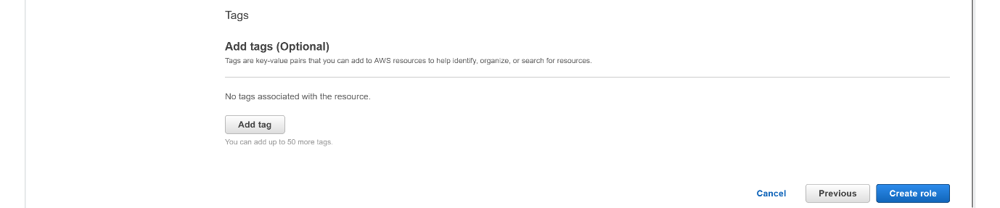 Tags
Add tags (Optional)
Tags are key-value pairs that you can add to AWS resources to help identify, organize, or search for resources.
No tags associated with the resource.
Add tag
You can add up to 50 more tags.
Cancel Previous Create role